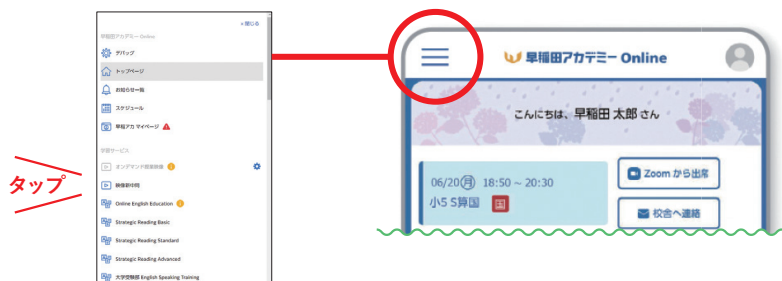 ×閉じる
早稲田アカデミー Online
デバッグ
トップページ
お知らせ一覧
スケジュール
早稲アカ マイページ
学習サービス
オンデマンド授業映像
映像家中問
Online English Education
Strategic Reading Basic
Strategic Reading Standard
Strategic Reading Advanced
大学受験部 English Speaking Training
タップ
早稲田アカデミー Online
こんにちは、早稲田 太郎 さん
06/20㊊ 18:50 ~ 20:30
小5 S算国 国
Zoom から出席
校舎へ連絡